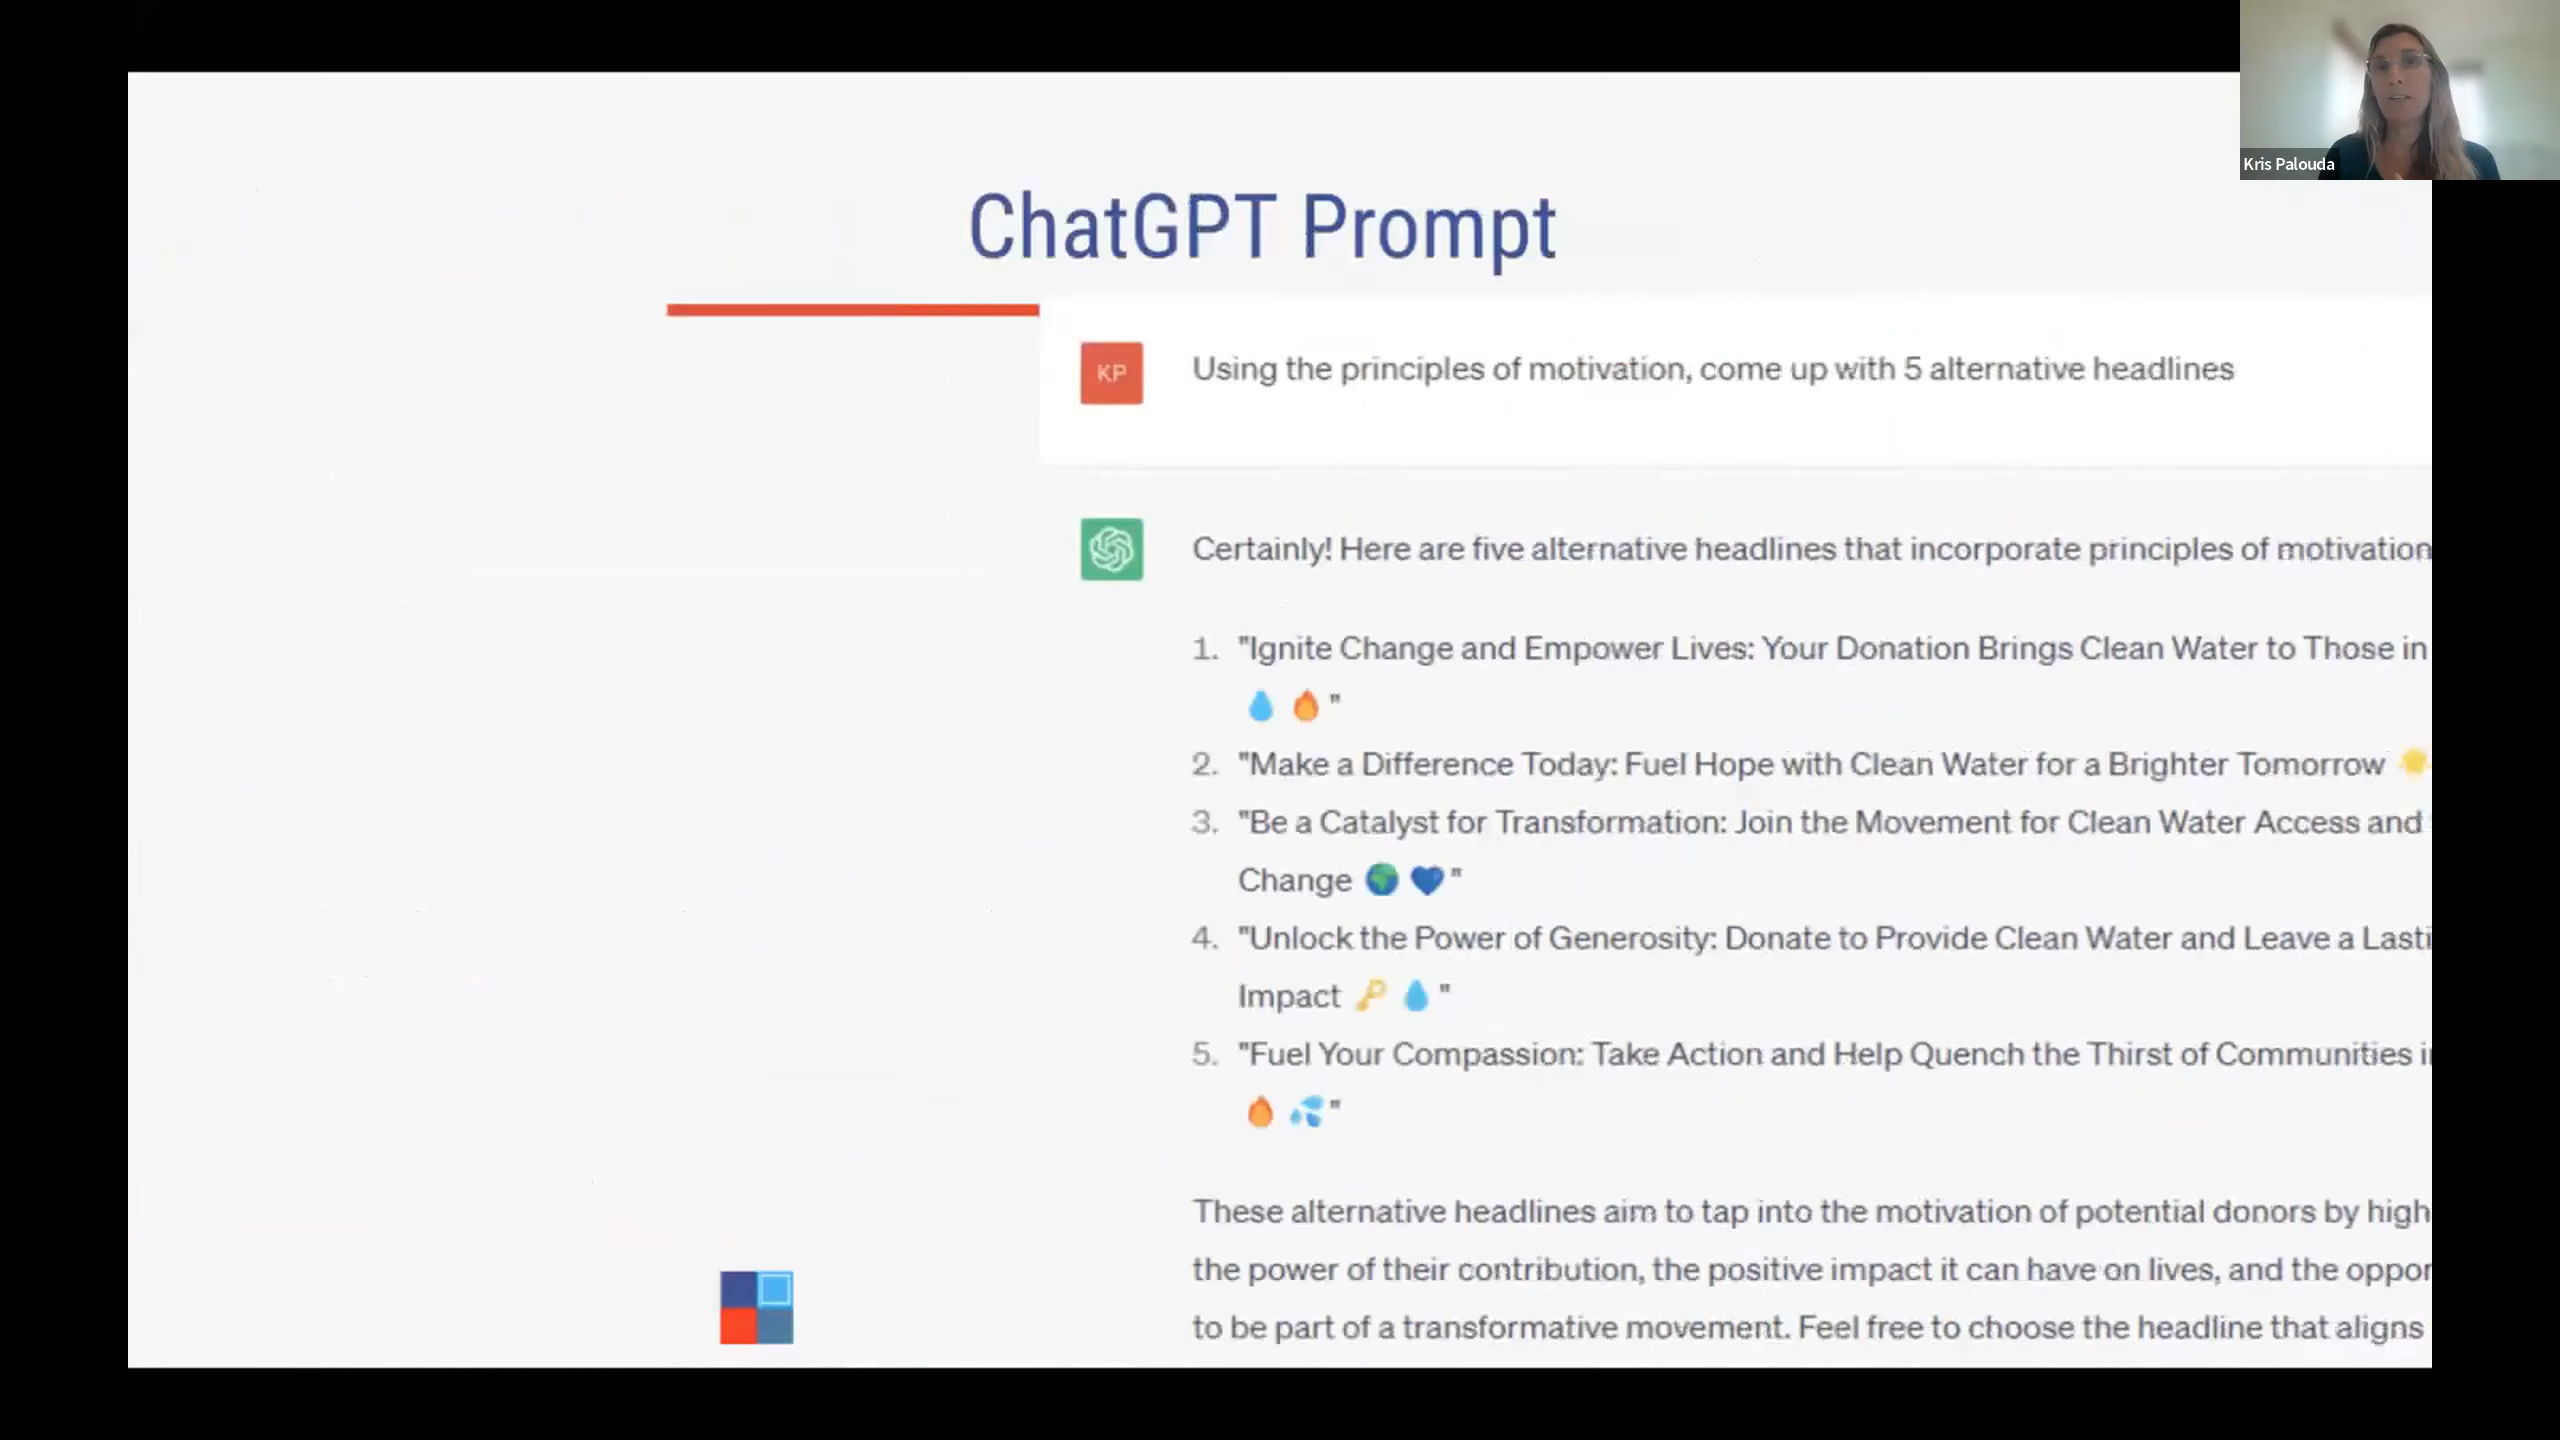 Kris Palouda
ChatGPT Prompt
KP
Using the principles of motivation, come up with 5 alternative headlines
Certainly! Here are five alternative headlines that incorporate principles of motivation
1. "Ignite Change and Empower Lives: Your Donation Brings Clean Water to Those in
💧 🔥 "
2. "Make a Difference Today: Fuel Hope with Clean Water for a Brighter Tomorrow 🌟
3. "Be a Catalyst for Transformation: Join the Movement for Clean Water Access and
Change 🌍 💙 "
4. "Unlock the Power of Generosity: Donate to Provide Clean Water and Leave a Lasti
Impact 🔑 💧 "
5. "Fuel Your Compassion: Take Action and Help Quench the Thirst of Communities i
🔥 💦 "
These alternative headlines aim to tap into the motivation of potential donors by high
the power of their contribution, the positive impact it can have on lives, and the oppor
to be part of a transformative movement. Feel free to choose the headline that aligns